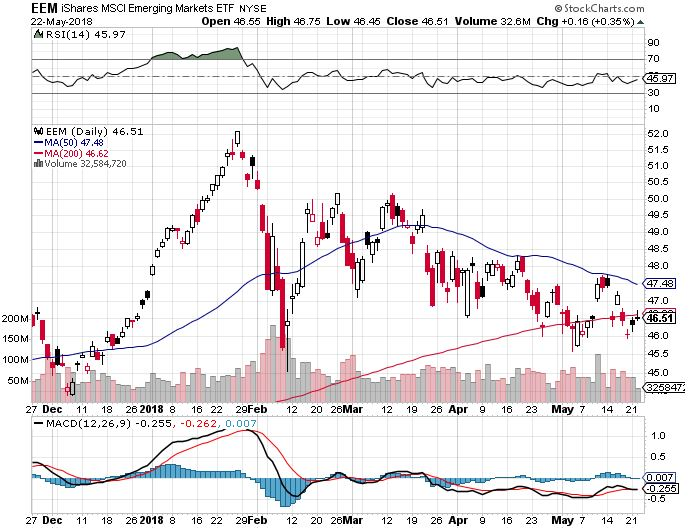 EEM iShares MSCI Emerging Markets ETF NYSE © StockCharts.com
22-May-2018 Open 46.55 High 46.75 Low 46.46 Close 46.51 Volume 32.6M Chg +0.16 (+0.35%)
RSI(14) 45.97
90
70
50
45.97
30
10
EEM (Daily) 46.51
MA(50) 47.48
MA(200) 46.62
Volume 32,584,720
52.0
51.5
51.0
50.5
50.0
49.5
49.0
48.5
48.0
47.48
47.0
46.51
46.0
45.5
45.0
200M
150M
100M
50M
3258472
27 Dec 11 18 26 2018 8 16 22 29 Feb 12 20 Mar 12 19 26 Apr 9 16 23 May 7 14 21
MACD(12,26,9) -0.255, -0.262, 0.007
1.0
0.5
0.007
-0.255
27 Dec 11 18 26 2018 8 16 22 29 Feb 12 20 Mar 12 19 26 Apr 9 16 23 May 7 14 21